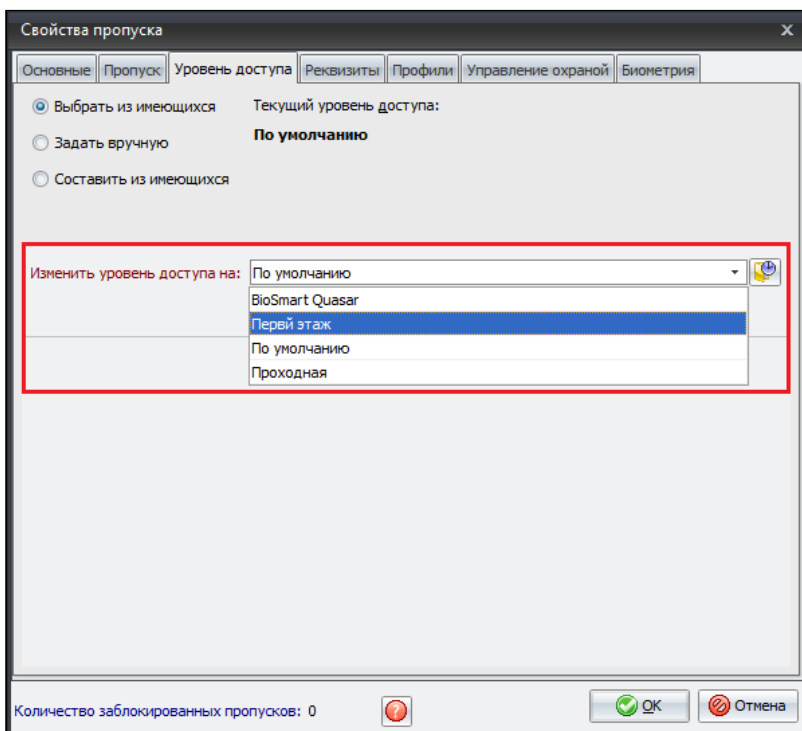 Свойства пропуска x
Основные Пропуск Уровень доступа Реквизиты Профили Управление охраной Биометрия
Выбрать из имеющихся Текущий уровень доступа:
Задать вручную По умолчанию
Составить из имеющихся
Изменить уровень доступа на: По умолчанию
BioSmart Quasar
Первй этаж
По умолчанию
Проходная
Количество заблокированных пропусков: 0 ? OK Отмена